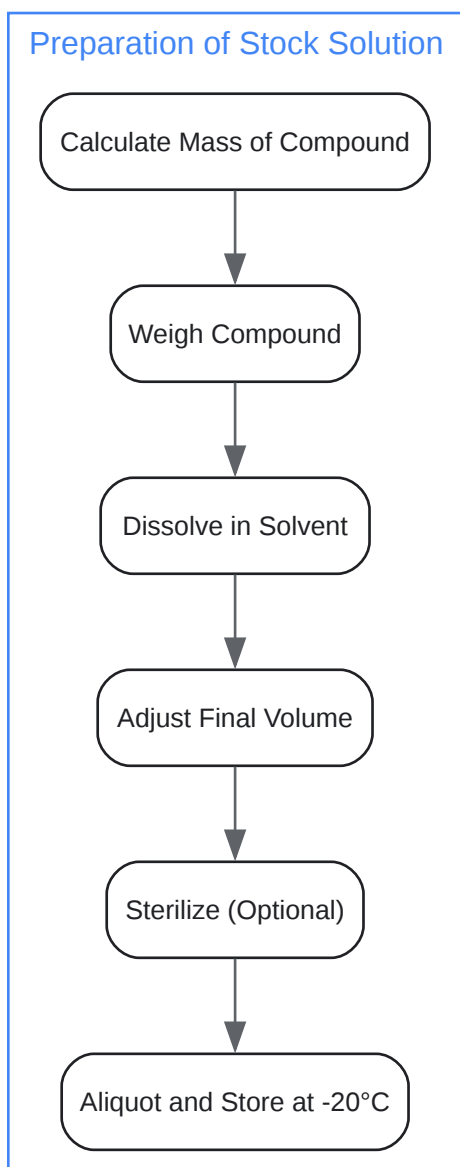 Preparation of Stock Solution
Calculate Mass of Compound
Weigh Compound
Dissolve in Solvent
Adjust Final Volume
Sterilize (Optional)
Aliquot and Store at -20°C